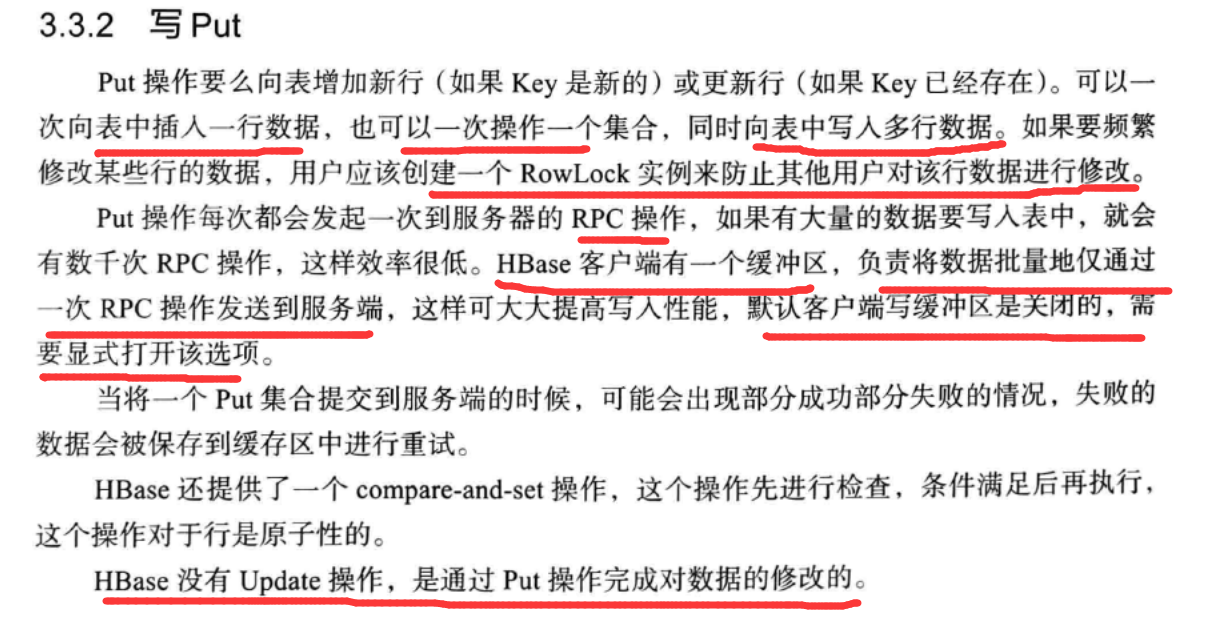 3.3.2 写 Put
Put 操作要么向表增加新行（如果 Key 是新的）或更新行（如果 Key 已经存在）。可以一
次向表中插入一行数据，也可以一次操作一个集合，同时向表中写入多行数据。如果要频繁
修改某些行的数据，用户应该创建一个 RowLock 实例来防止其他用户对该行数据进行修改。
Put 操作每次都会发起一次到服务器的 RPC 操作，如果有大量的数据要写入表中，就会
有数千次 RPC 操作，这样效率很低。HBase 客户端有一个缓冲区，负责将数据批量地仅通过
一次 RPC 操作发送到服务端，这样可大大提高写入性能，默认客户端写缓冲区是关闭的，需
要显式打开该选项。
当将一个 Put 集合提交到服务端的时候，可能会出现部分成功部分失败的情况，失败的
数据会被保存到缓存区中进行重试。
HBase 还提供了一个 compare-and-set 操作，这个操作先进行检查，条件满足后再执行，
这个操作对于行是原子性的。
HBase 没有 Update 操作，是通过 Put 操作完成对数据的修改的。